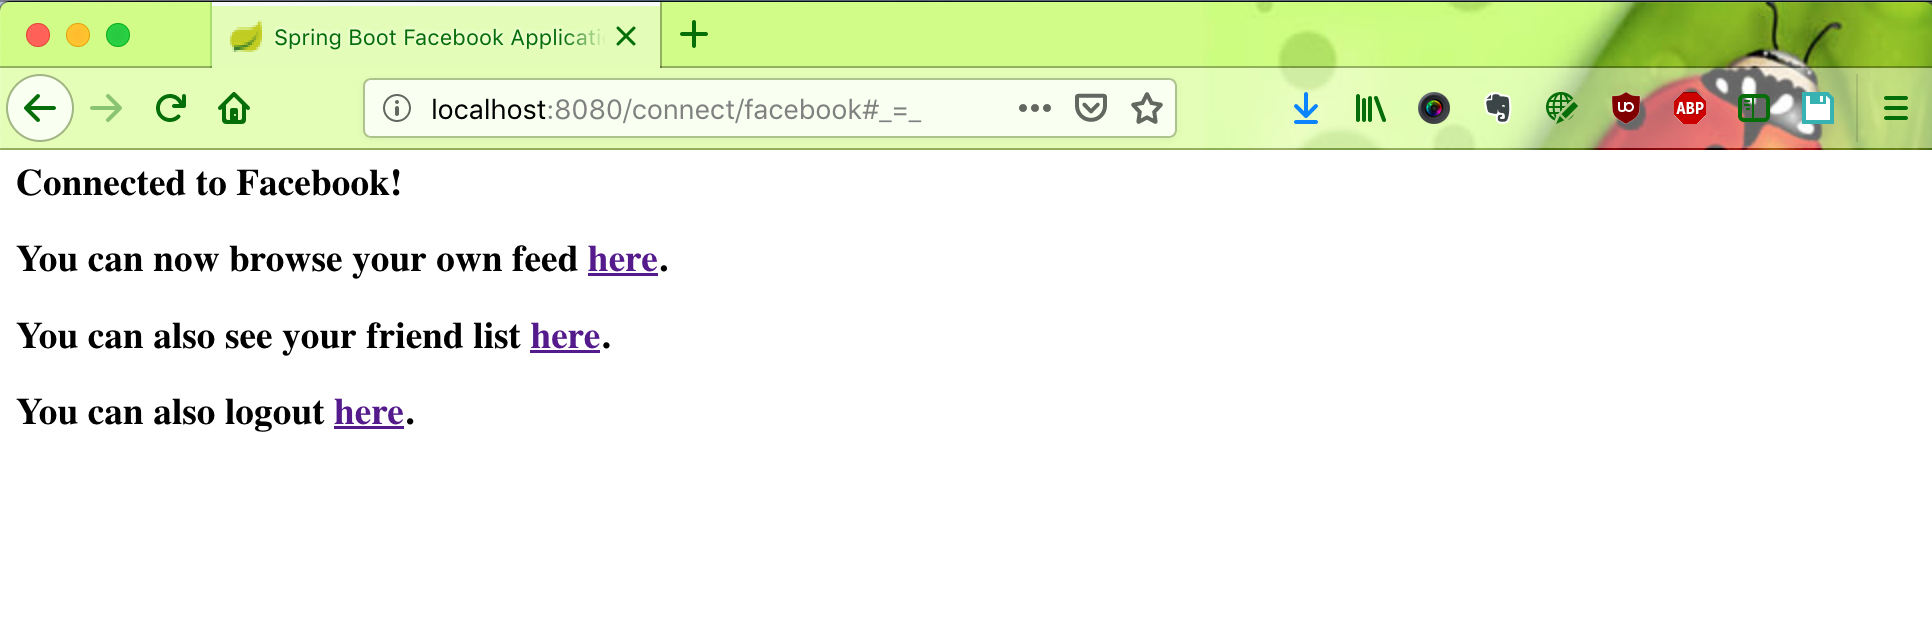 Spring Boot Facebook Applicati
localhost:8080/connect/facebook#_=_
UO
ABP
Connected to Facebook!
You can now browse your own feed here.
You can also see your friend list here.
You can also logout here.